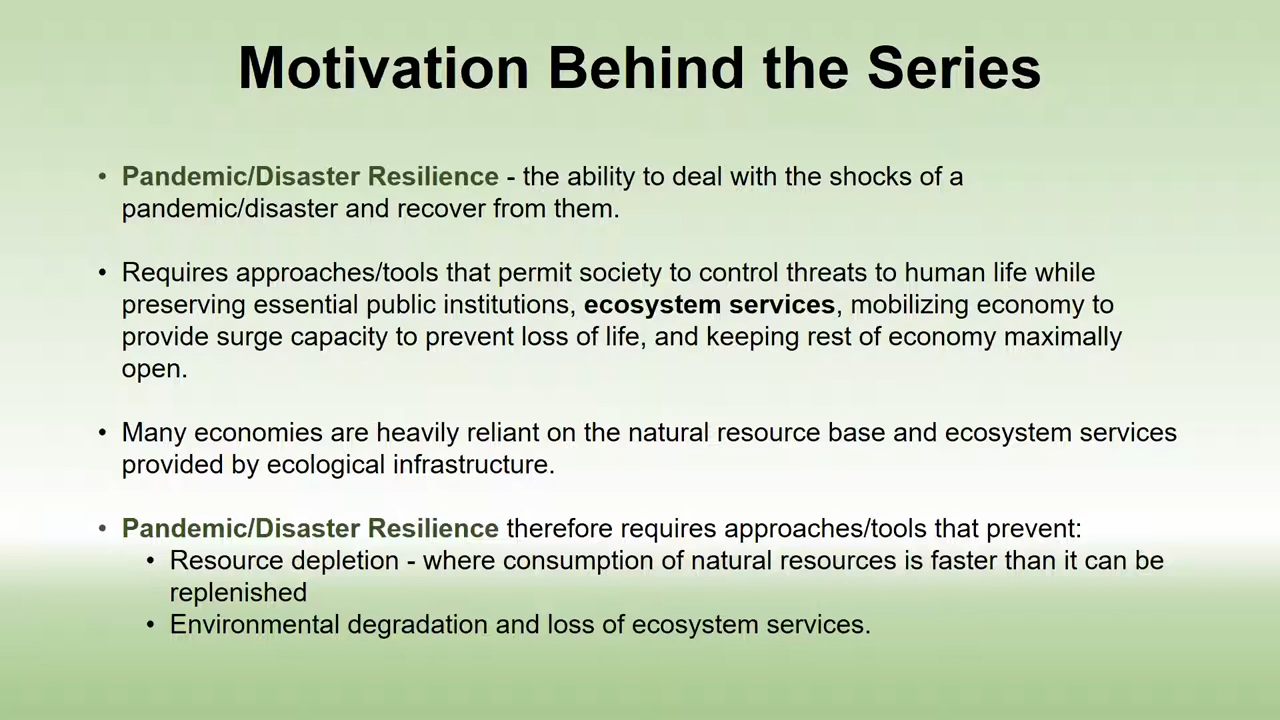 Motivation Behind the Series
• Pandemic/Disaster Resilience - the ability to deal with the shocks of a
pandemic/disaster and recover from them.
• Requires approaches/tools that permit society to control threats to human life while
preserving essential public institutions, ecosystem services, mobilizing economy to
provide surge capacity to prevent loss of life, and keeping rest of economy maximally
open.
• Many economies are heavily reliant on the natural resource base and ecosystem services
provided by ecological infrastructure.
• Pandemic/Disaster Resilience therefore requires approaches/tools that prevent:
• Resource depletion - where consumption of natural resources is faster than it can be
replenished
• Environmental degradation and loss of ecosystem services.